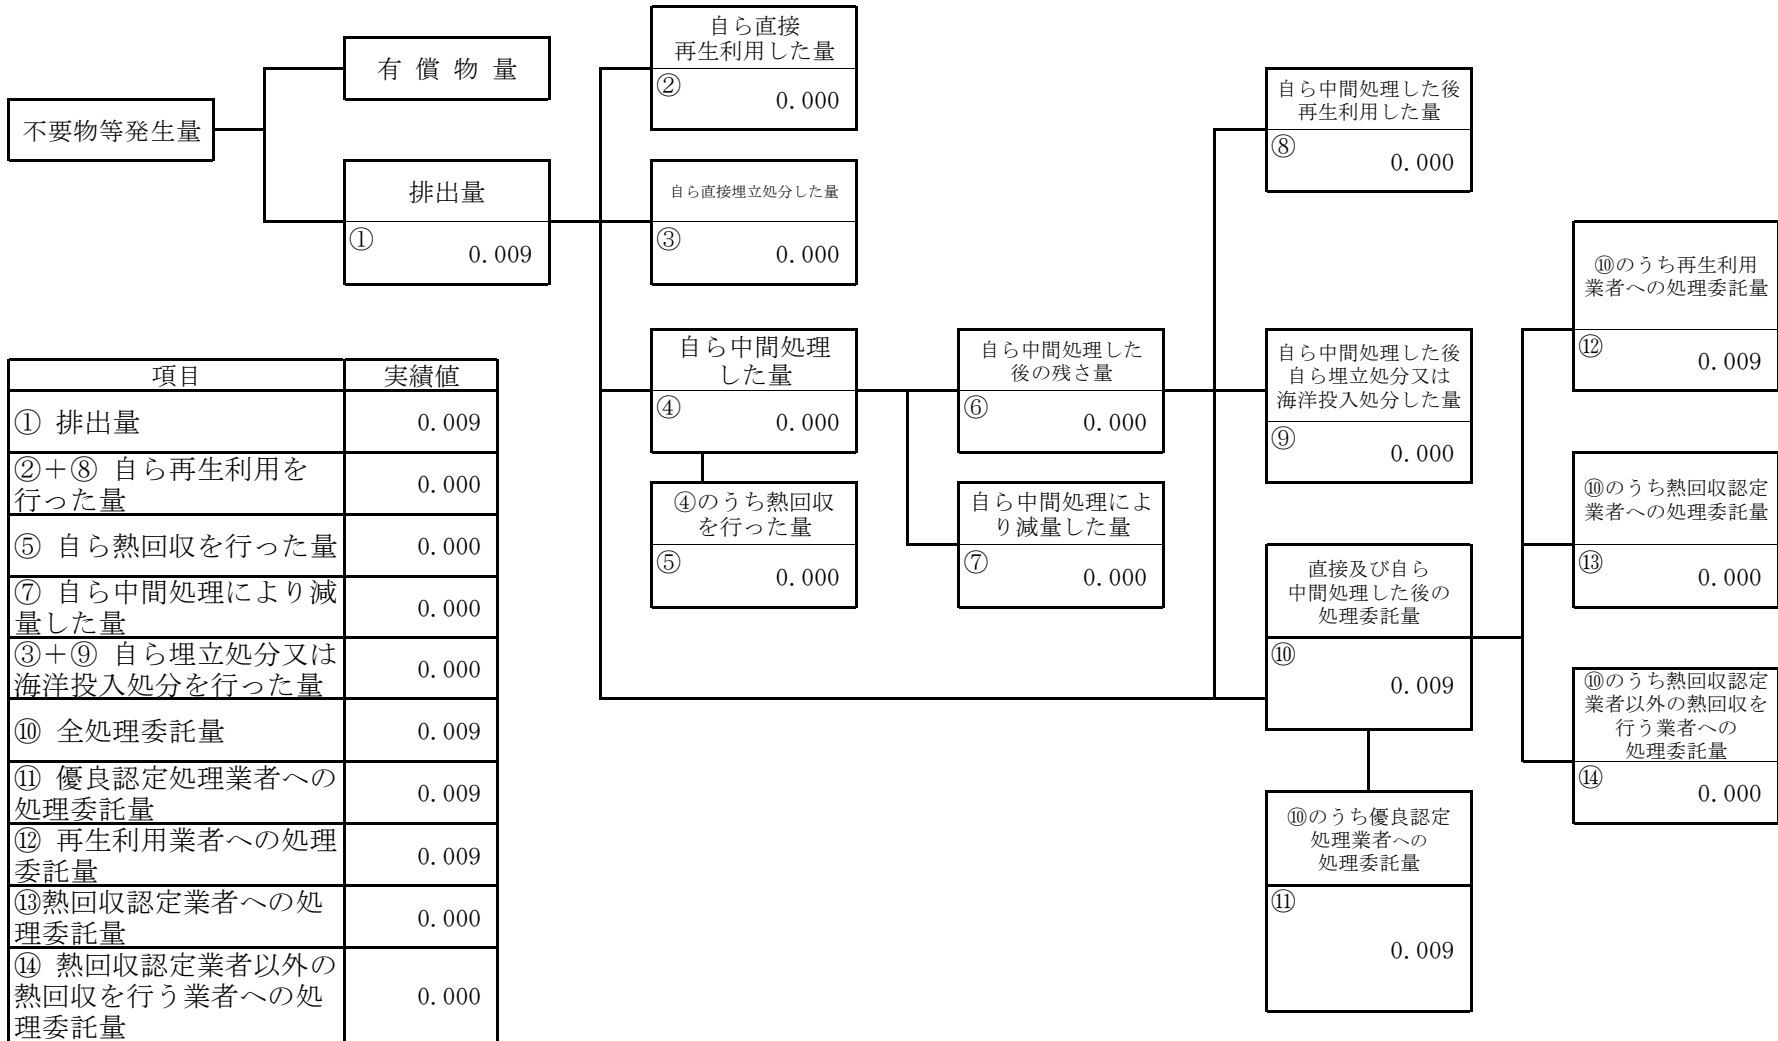 不要物等発生量
有 償 物 量
排出量
①
0.009
自ら直接
再生利用した量
②
0.000
自ら直接埋立処分した量
③
0.000
自ら中間処理
した量
④
0.000
④のうち熱回収
を行った量
⑤
0.000
自ら中間処理した
後の残さ量
⑥
0.000
自ら中間処理によ
り減量した量
⑦
0.000
自ら中間処理した後
再生利用した量
⑧
0.000
自ら中間処理した後
自ら埋立処分又は
海洋投入処分した量
⑨
0.000
直接及び自ら
中間処理した後の
処理委託量
⑩
0.009
⑩のうち優良認定
処理業者への
処理委託量
⑪
0.009
⑩のうち再生利用
業者への処理委託量
⑫
0.009
⑩のうち熱回収認定
業者への処理委託量
⑬
0.000
⑩のうち熱回収認定
業者以外の熱回収を
行う業者への
処理委託量
⑭
0.000
項目 実績値
① 排出量 0.009
②＋⑧ 自ら再生利用を
行った量 0.000
⑤ 自ら熱回収を行った量 0.000
⑦ 自ら中間処理により減
量した量 0.000
③＋⑨ 自ら埋立処分又は
海洋投入処分を行った量 0.000
⑩ 全処理委託量 0.009
⑪ 優良認定処理業者への
処理委託量 0.009
⑫ 再生利用業者への処理
委託量 0.009
⑬熱回収認定業者への処
理委託量 0.000
⑭ 熱回収認定業者以外の
熱回収を行う業者への処
理委託量 0.000